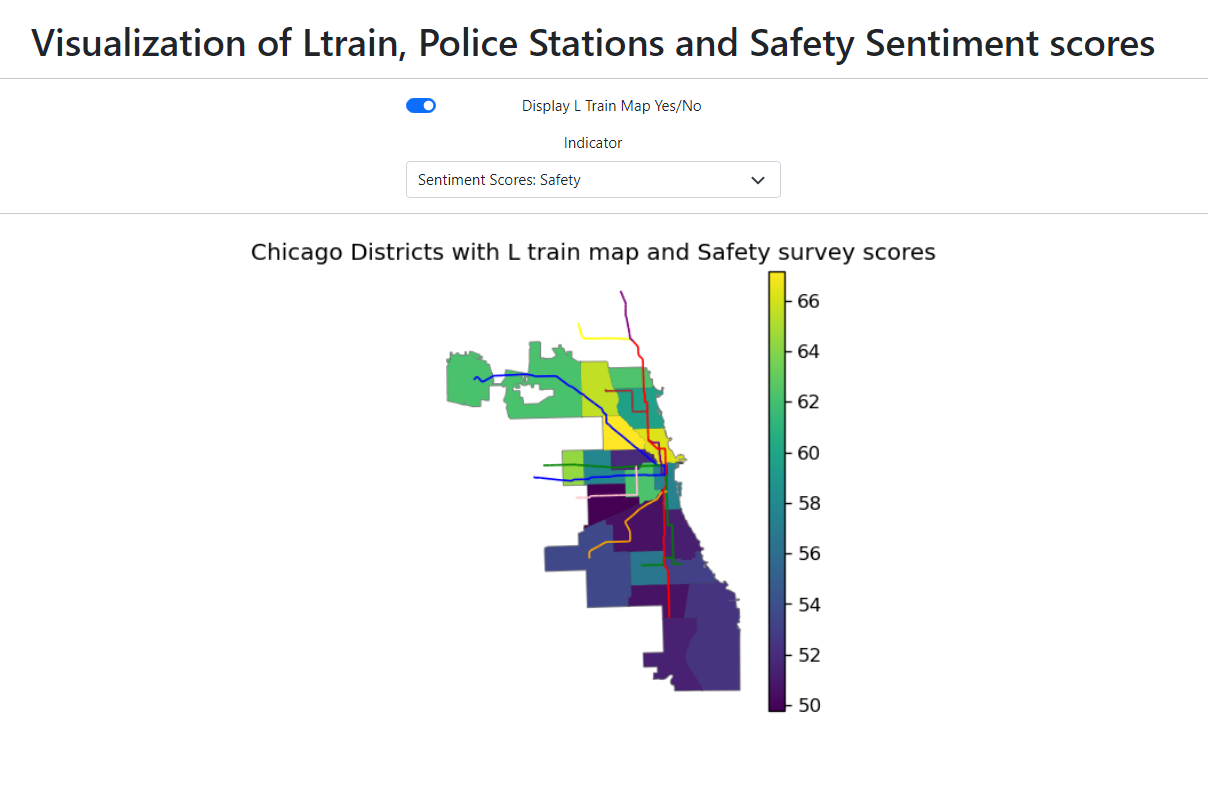 Visualization of Ltrain, Police Stations and Safety Sentiment scores
Display L Train Map Yes/No
Indicator
Sentiment Scores: Safety
Chicago Districts with L train map and Safety survey scores
66
64
62
60
58
56
54
52
50